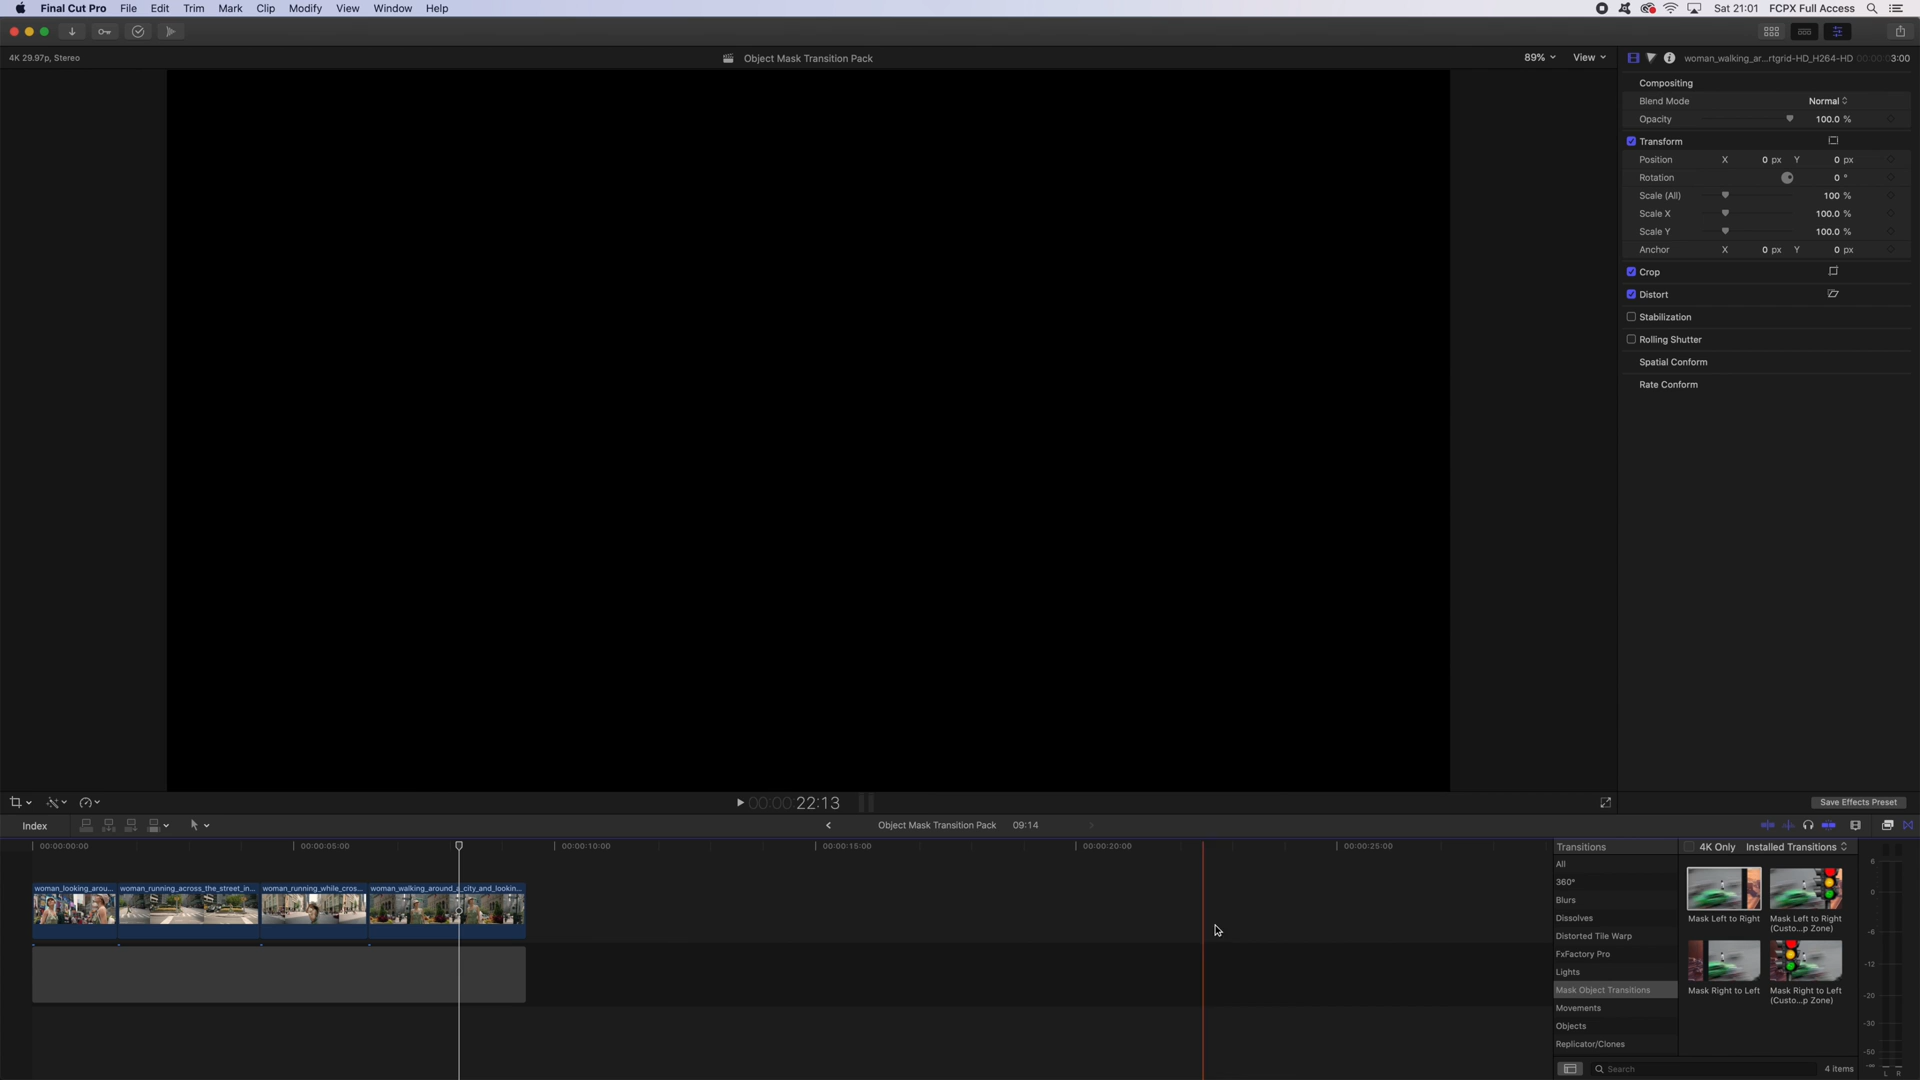 Final Cut Pro File Edit Trim Mark Clip Modify View Window Help
Sat 21:01 FCPX Full Access
4K 29.97p, Stereo
Object Mask Transition Pack
89% View
woman_walking_ar...rtgrid-HD_H264-HD 00:00:03:00
Compositing
Blend Mode Normal
Opacity 100.0 %
Transform
Position X 0 px Y 0 px
Rotation 0 °
Scale (All) 100 %
Scale X 100.0 %
Scale Y 100.0 %
Anchor X 0 px Y 0 px
Crop
Distort
Stabilization
Rolling Shutter
Spatial Conform
Rate Conform
00:00:22:13
Save Effects Preset
Index
Object Mask Transition Pack 09:14
00:00:00:00 00:00:05:00 00:00:10:00 00:00:15:00 00:00:20:00 00:00:25:00
woman_looking_arou... woman_running_across_the_street_in... woman_running_while_cros... woman_walking_around_a_city_and_lookin...
Transitions
4K Only Installed Transitions
All
360°
Blurs
Dissolves
Distorted Tile Warp
FxFactory Pro
Lights
Mask Object Transitions
Movements
Objects
Replicator/Clones
Mask Left to Right
Mask Left to Right (Custo...p Zone)
Mask Right to Left
Mask Right to Left (Custo...p Zone)
Search
4 items
6
0
-6
-12
-20
-30
-50
-∞
L R